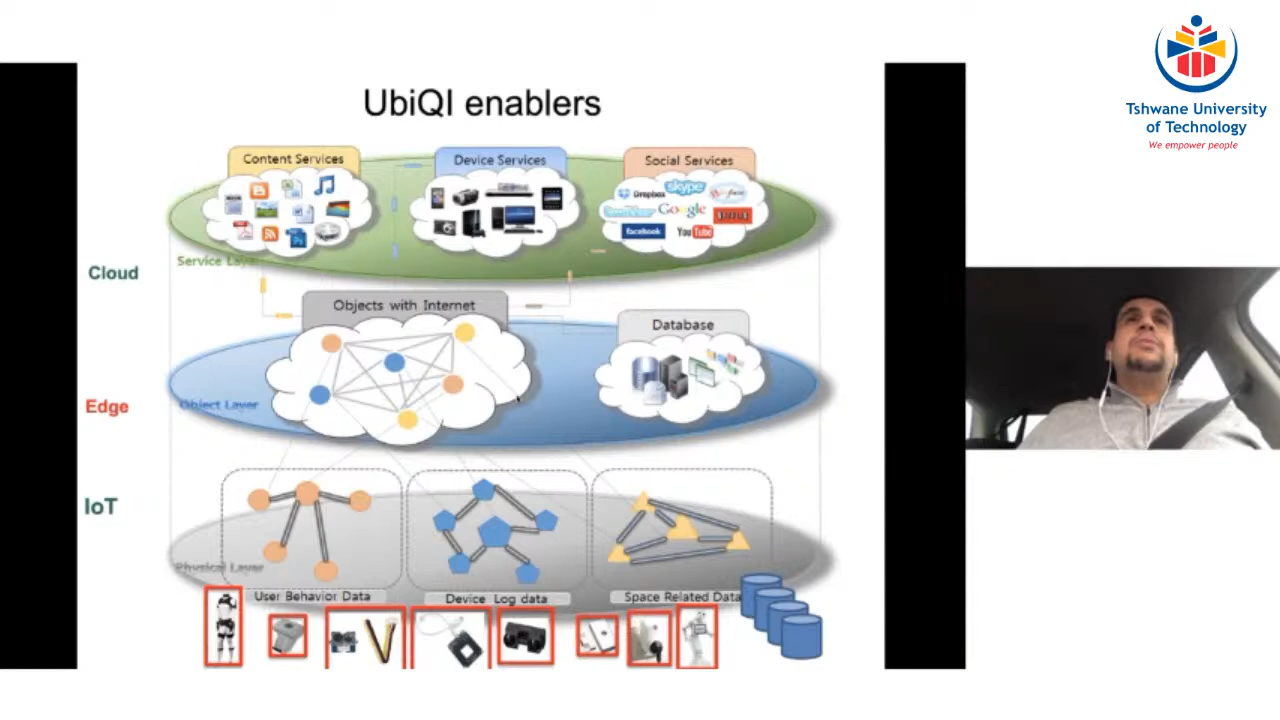 Tshwane University
of Technology
We empower people
UbiQI enablers
Content Services
Device Services
Social Services
Dropbox
skype
Google
facebook
You Tube
Service Layer
Cloud
Objects with Internet
Database
Edge
Object Layer
IoT
Physical Layer
User Behavior Data
Device Log data
Space Related Data